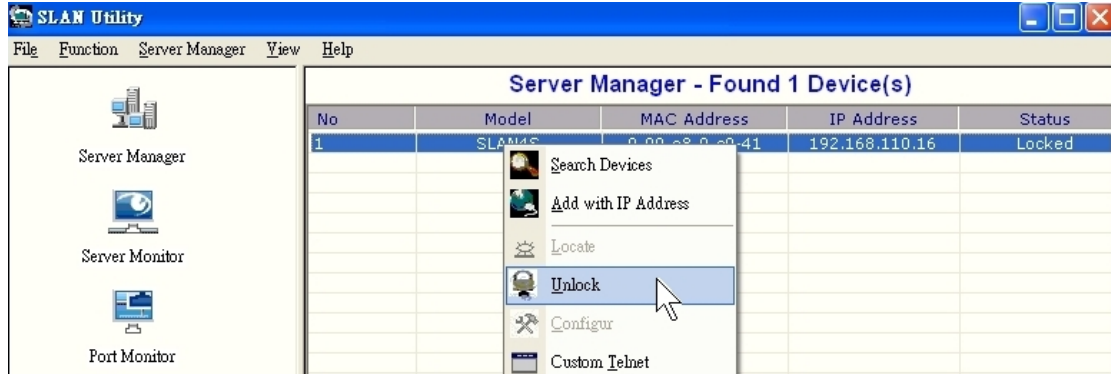 SLAN Utility
File Function Server Manager View Help
Server Manager
Server Monitor
Port Monitor
Server Manager - Found 1 Device(s)
No Model MAC Address IP Address Status
1 192.168.110.16 Locked
Search Devices
Add with IP Address
Locate
Unlock
Configur
Custom Telnet